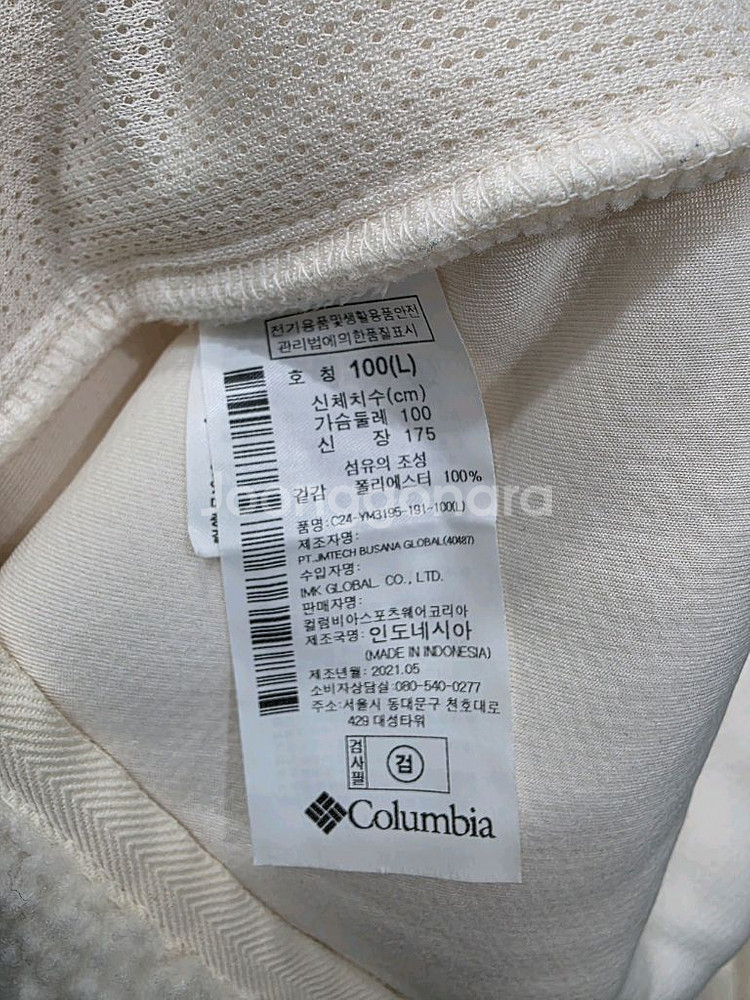 전기용품및생활용품안전
관리법에의한품질표시
호 칭 100(L)
신체치수(cm)
가슴둘레 100
신 장 175
섬유의 조성
겉감 폴리에스터 100%
품명:C24-YM3195-191-100(L)
제조자명:
PT.JMTECH BUSANA GLOBAL(40487)
수입자명:
IMK GLOBAL. CO., LTD.
판매자명:
컬럼비아스포츠웨어코리아
제조국명: 인도네시아
(MADE IN INDONESIA)
제조년월: 2021.05
소비자상담실:080-540-0277
주소:서울시 동대문구 천호대로
429 대성타워
검사필
검
Columbia
Joonggonara